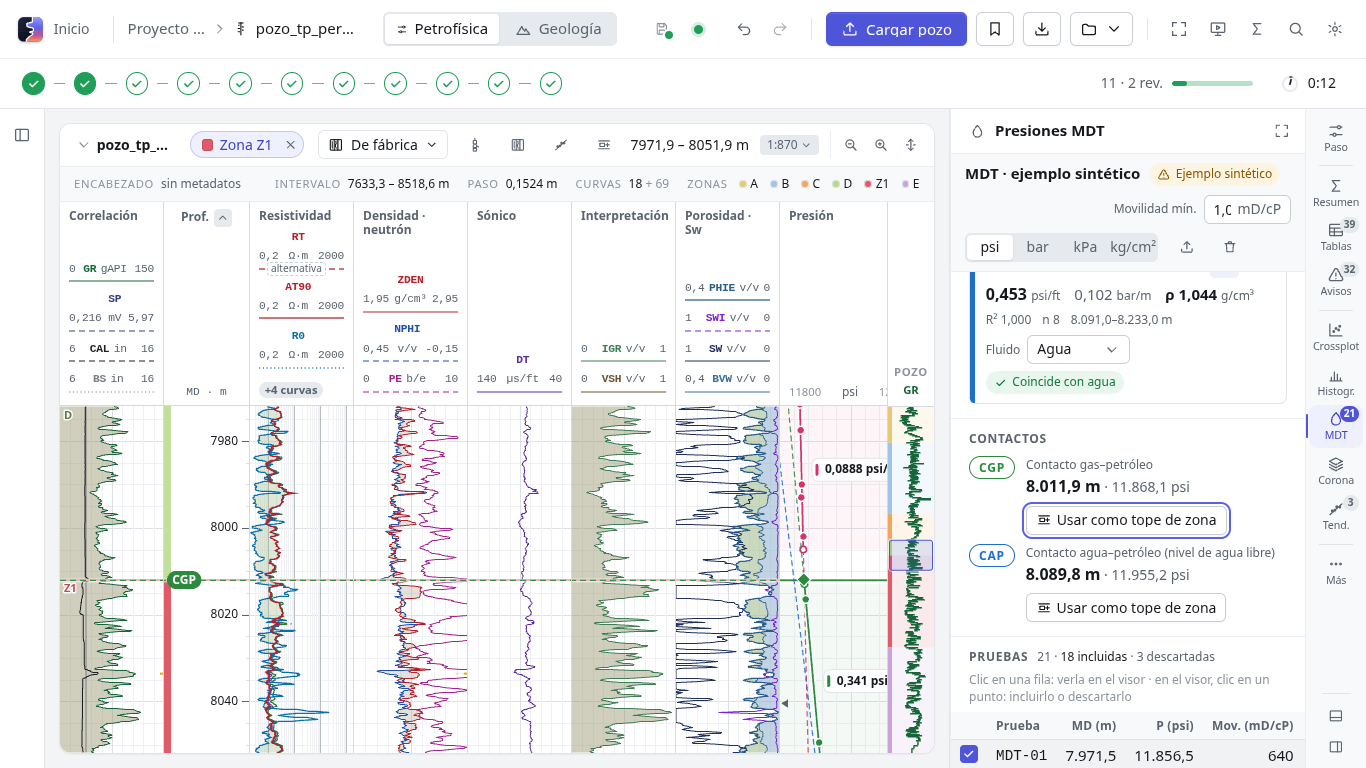 Inicio
Proyecto ...
pozo_tp_per...
Petrofísica
Geología
Cargar pozo
11 · 2 rev.
0:12
pozo_tp_...
Zona Z1
De fábrica
7971,9 – 8051,9 m
1:870
ENCABEZADO sin metadatos
INTERVALO 7633,3 – 8518,6 m
PASO 0,1524 m
CURVAS 18 + 69
ZONAS A B C D Z1 E
Correlación
0 GR gAPI 150
SP
0,216 mV 5,97
6 CAL in 16
6 BS in 16
Prof.
MD · m
Resistividad
RT
0,2 Ω·m 2000
alternativa
AT90
0,2 Ω·m 2000
R0
0,2 Ω·m 2000
+4 curvas
Densidad ·
neutrón
ZDEN
1,95 g/cm³ 2,95
NPHI
0,45 v/v -0,15
0 PE b/e 10
Sónico
DT
140 µs/ft 40
Interpretación
0 IGR v/v 1
0 VSH v/v 1
Porosidad ·
Sw
0,4 PHIE v/v 0
1 SWI v/v 0
1 SW v/v 0
0,4 BVW v/v 0
Presión
11800 psi 12
POZO
GR
D
7980
8000
CGP
Z1
8020
8040
0,0888 psi/
0,341 psi
Presiones MDT
MDT · ejemplo sintético
Ejemplo sintético
Movilidad mín.
1,0 mD/cP
psi
bar
kPa
kg/cm²
0,453 psi/ft 0,102 bar/m ρ 1,044 g/cm³
R² 1,000 n 8 8.091,0–8.233,0 m
Fluido
Agua
Coincide con agua
CONTACTOS
CGP
Contacto gas–petróleo
8.011,9 m · 11.868,1 psi
Usar como tope de zona
CAP
Contacto agua–petróleo (nivel de agua libre)
8.089,8 m · 11.955,2 psi
Usar como tope de zona
PRUEBAS 21 · 18 incluidas · 3 descartadas
Clic en una fila: verla en el visor · en el visor, clic en un
punto: incluirlo o descartarlo
Prueba MD (m) P (psi) Mov. (mD/cP)
MDT-01 7.971,5 11.856,5 640
Paso
Resumen
39
Tablas
32
Avisos
Crossplot
Histogr.
21
MDT
Corona
3
Tend.
Más